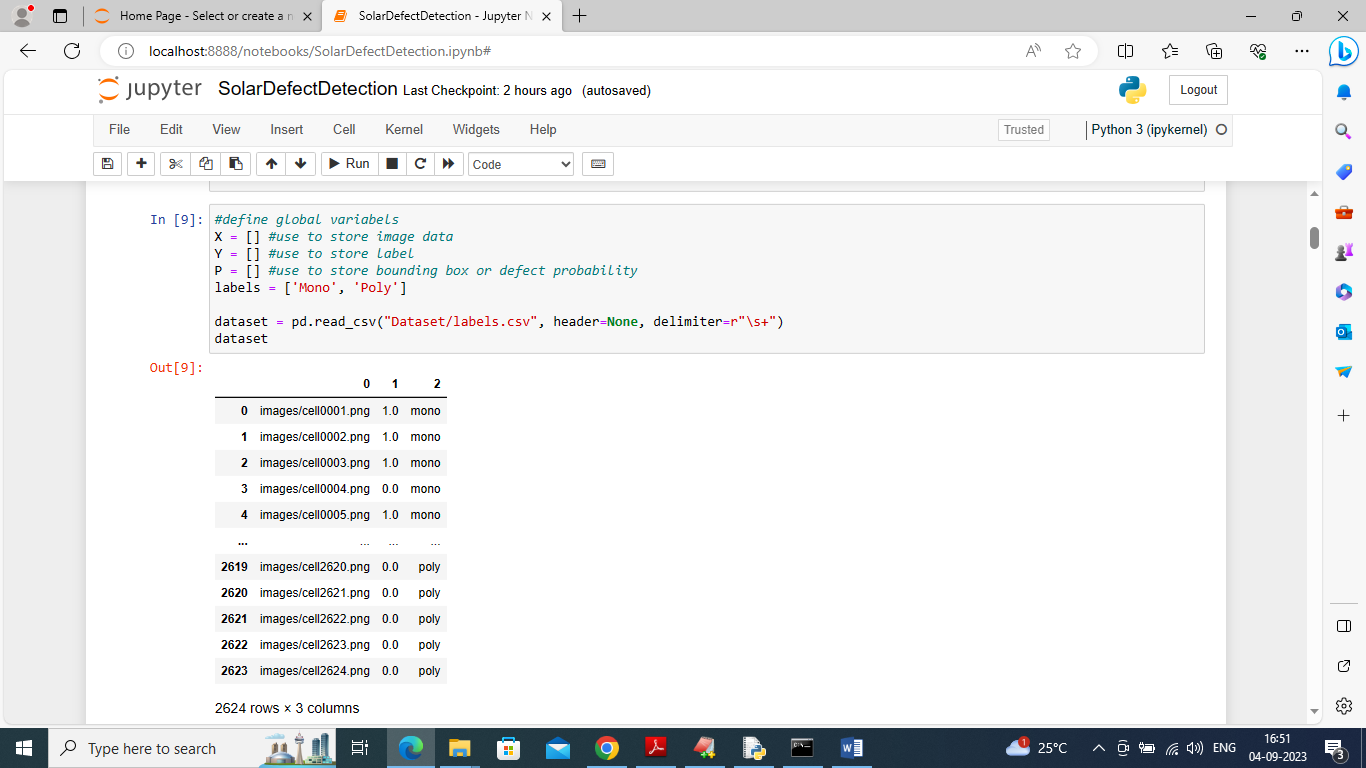 Home Page - Select or create a n
SolarDefectDetection - Jupyter N
localhost:8888/notebooks/SolarDefectDetection.ipynb#
jupyter SolarDefectDetection Last Checkpoint: 2 hours ago (autosaved)
Logout
File Edit View Insert Cell Kernel Widgets Help
Trusted
Python 3 (ipykernel)
Run
Code
In [9]:
#define global variabels
X = [] #use to store image data
Y = [] #use to store label
P = [] #use to store bounding box or defect probability
labels = ['Mono', 'Poly']
dataset = pd.read_csv("Dataset/labels.csv", header=None, delimiter=r"\s+")
dataset
Out[9]:
0 1 2
0 images/cell0001.png 1.0 mono
1 images/cell0002.png 1.0 mono
2 images/cell0003.png 1.0 mono
3 images/cell0004.png 0.0 mono
4 images/cell0005.png 1.0 mono
... ... ... ...
2619 images/cell2620.png 0.0 poly
2620 images/cell2621.png 0.0 poly
2621 images/cell2622.png 0.0 poly
2622 images/cell2623.png 0.0 poly
2623 images/cell2624.png 0.0 poly
2624 rows × 3 columns
Type here to search
1
25°C
ENG
16:51
04-09-2023
3